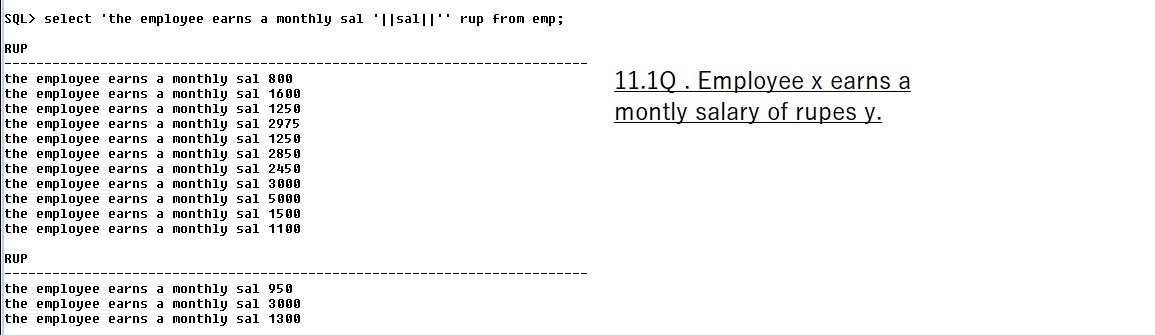 SQL> select 'the employee earns a monthly sal '||sal||'' rup from emp;
RUP
--------------------------------------------------------------------------------
the employee earns a monthly sal 800
the employee earns a monthly sal 1600
the employee earns a monthly sal 1250
the employee earns a monthly sal 2975
the employee earns a monthly sal 1250
the employee earns a monthly sal 2850
the employee earns a monthly sal 2450
the employee earns a monthly sal 3000
the employee earns a monthly sal 5000
the employee earns a monthly sal 1500
the employee earns a monthly sal 1100
RUP
--------------------------------------------------------------------------------
the employee earns a monthly sal 950
the employee earns a monthly sal 3000
the employee earns a monthly sal 1300
11.1Q . Employee x earns a
montly salary of rupes y.